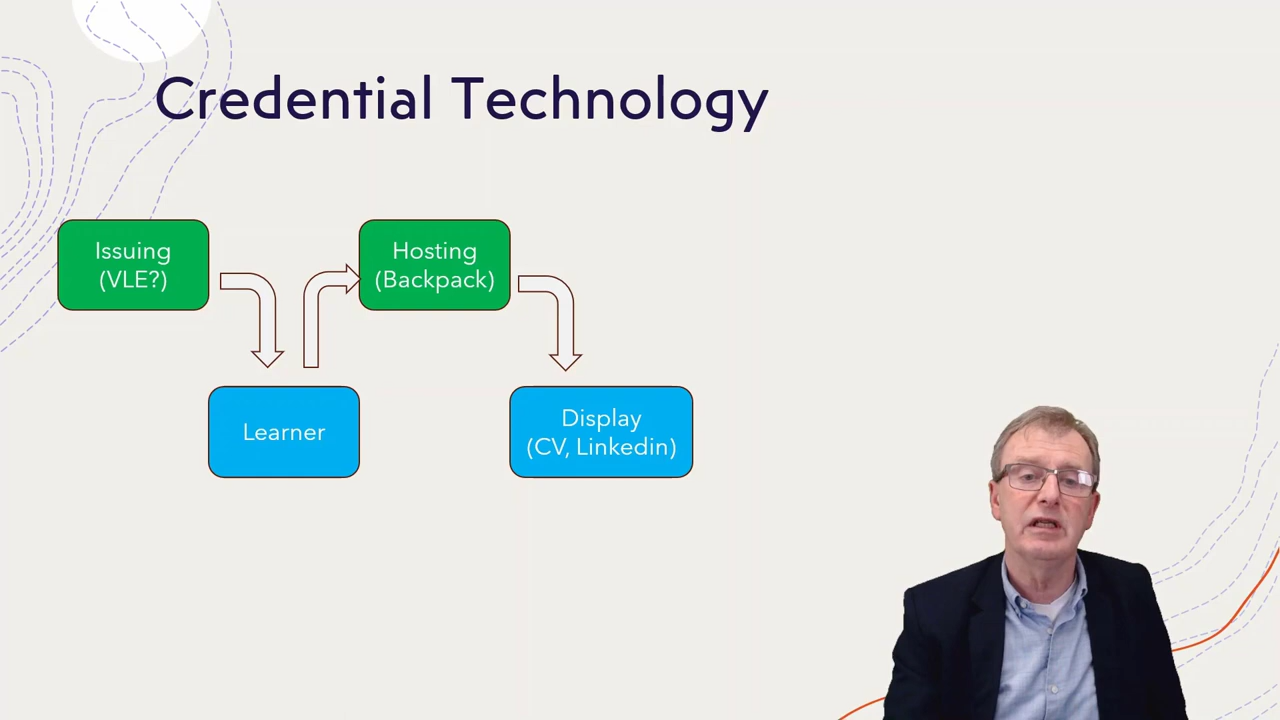 Credential Technology
Issuing
(VLE?)
Hosting
(Backpack)
Learner
Display
(CV, Linkedin)